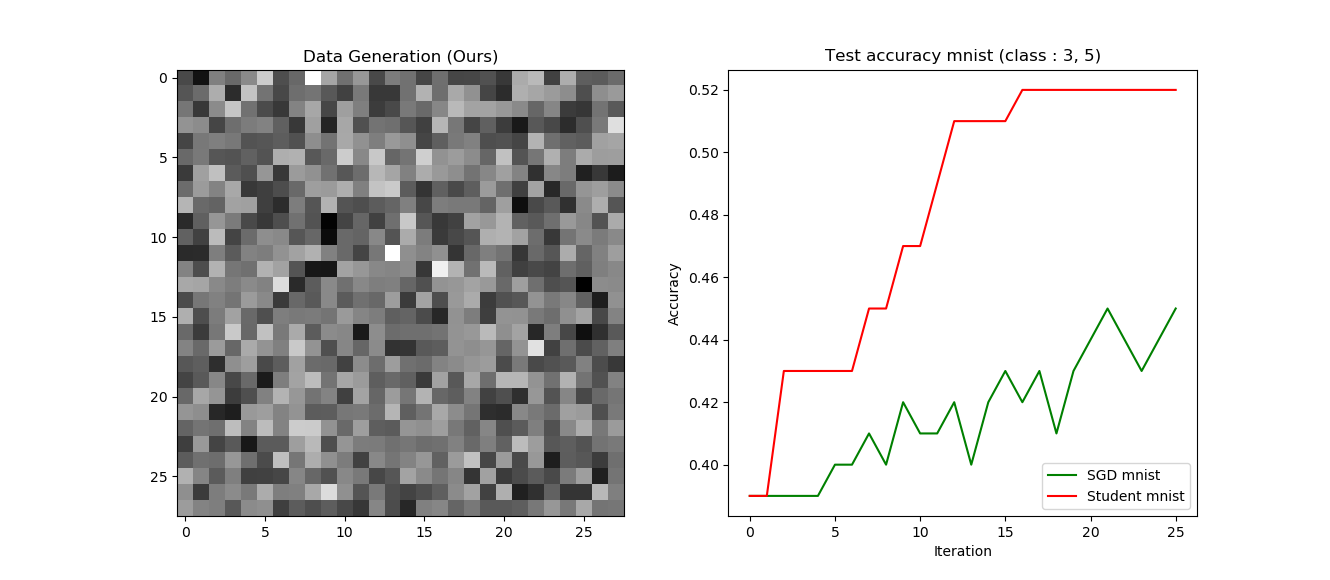 Data Generation (Ours)
0
5
10
15
20
25
0 5 10 15 20 25
Test accuracy mnist (class : 3, 5)
0.52
0.50
0.48
0.46
0.44
0.42
0.40
Accuracy
0 5 10 15 20 25
Iteration
SGD mnist
Student mnist